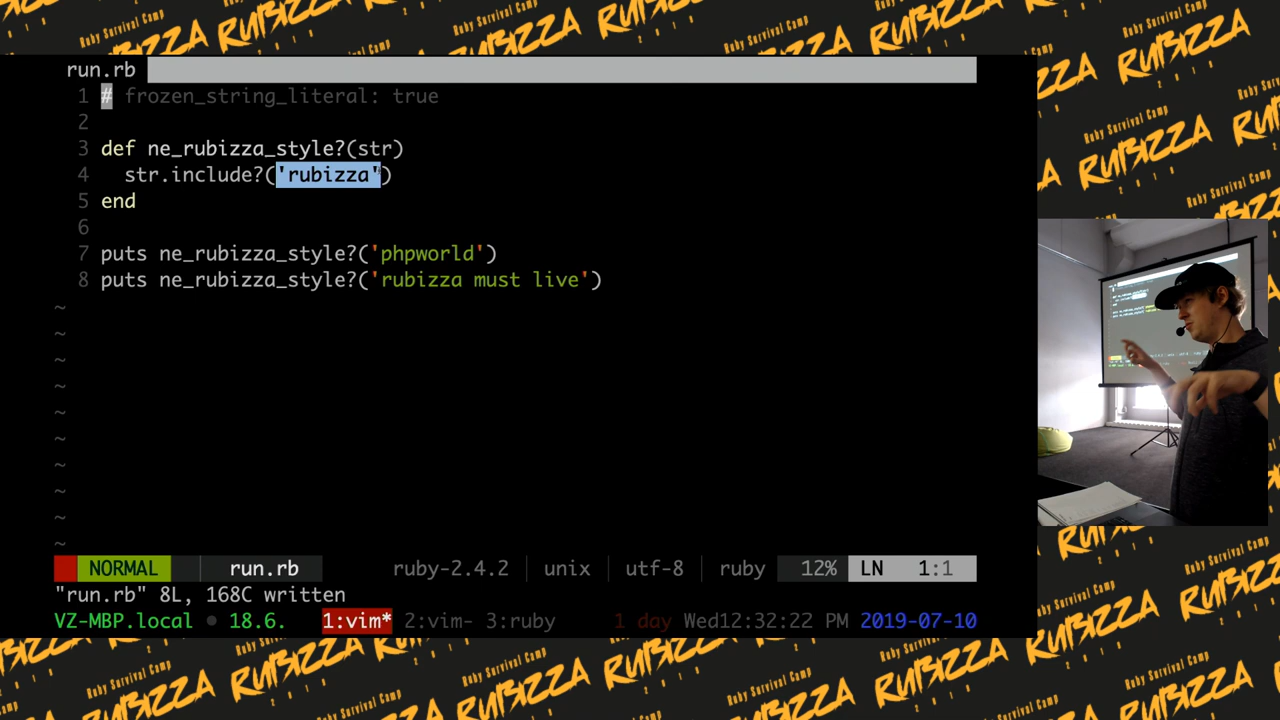 Ruby Survival Camp
RUBIZZA
2019
run.rb
1 # frozen_string_literal: true
2
3 def ne_rubizza_style?(str)
4 str.include?('rubizza')
5 end
6
7 puts ne_rubizza_style?('phpworld')
8 puts ne_rubizza_style?('rubizza must live')
~
~
~
~
~
~
~
~
~
~
NORMAL run.rb ruby-2.4.2 unix utf-8 ruby 12% LN 1:1
"run.rb" 8L, 168C written
VZ-MBP.local • 18.6. 1:vim* 2:vim- 3:ruby 1 day Wed12:32:22 PM 2019-07-10